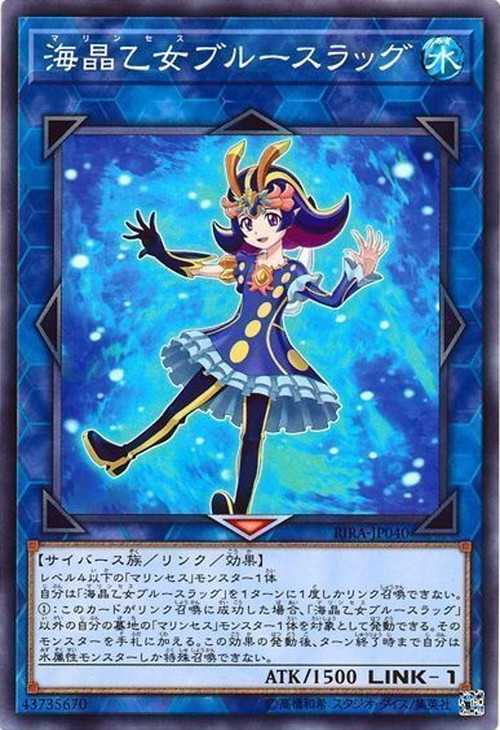 マリンセス
海晶乙女ブルースラッグ 水
RIRA-JP040
【サイバース族／リンク／効果】
レベル４以下の「マリンセス」モンスター１体
自分は「海晶乙女ブルースラッグ」を１ターンに１度しかリンク召喚できない。
①：このカードがリンク召喚に成功した場合、「海晶乙女ブルースラッグ」
以外の自分の墓地の「マリンセス」モンスター１体を対象として発動できる。その
モンスターを手札に加える。この効果の発動後、ターン終了時まで自分は
水属性モンスターしか特殊召喚できない。
ATK/1500 LINK-1
43735670 ©高橋和希 スタジオ・ダイス/集英社